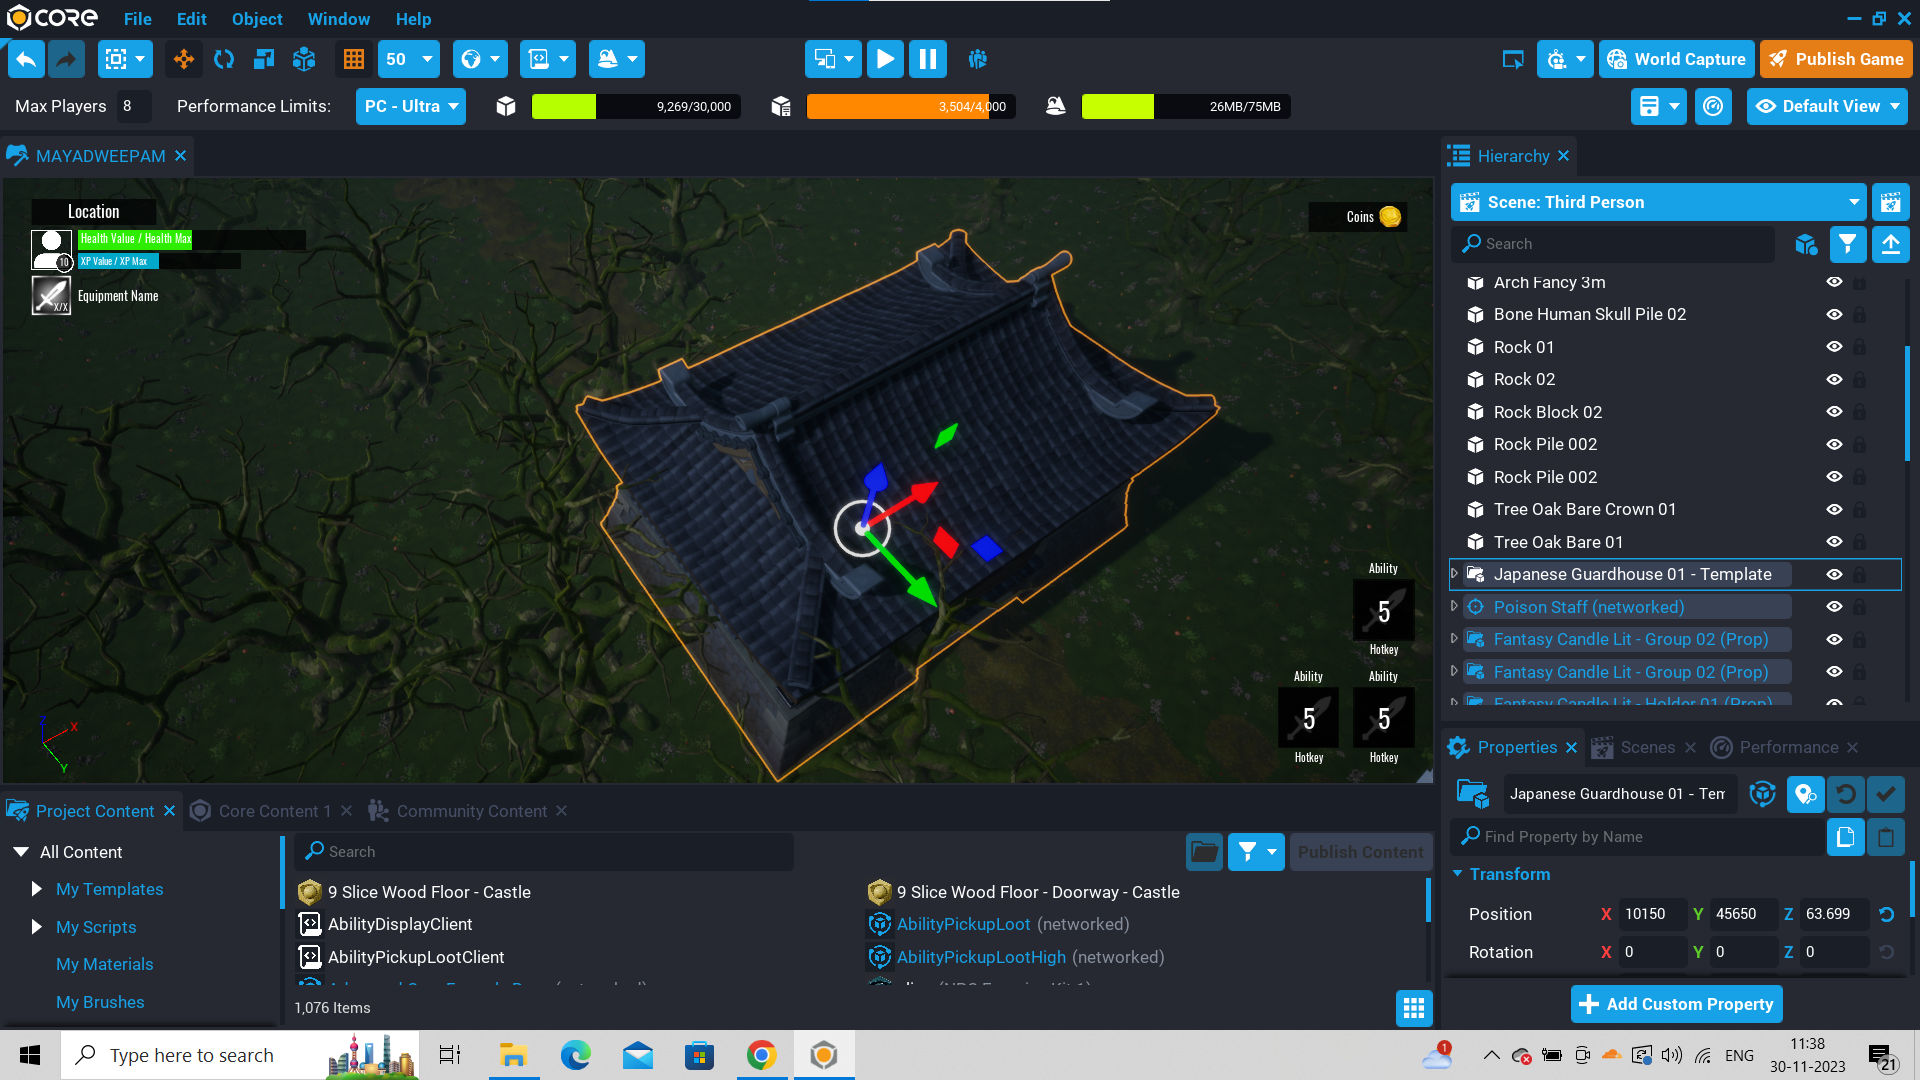 CORE File Edit Object Window Help
50 World Capture Publish Game
Max Players 8 Performance Limits: PC - Ultra 9,269/30,000 3,504/4,000 26MB/75MB Default View
MAYADWEEPAM
Location
Health Value / Health Max
10
XP Value / XP Max
X/X
Equipment Name
Coins
Ability
5
Hotkey
Ability
5
Hotkey
Ability
5
Hotkey
Z
X
Y
Hierarchy
Scene: Third Person
Search
Arch Fancy 3m
Bone Human Skull Pile 02
Rock 01
Rock 02
Rock Block 02
Rock Pile 002
Rock Pile 002
Tree Oak Bare Crown 01
Tree Oak Bare 01
Japanese Guardhouse 01 - Template
Poison Staff (networked)
Fantasy Candle Lit - Group 02 (Prop)
Fantasy Candle Lit - Group 02 (Prop)
Fantasy Candle Lit - Holder 01 (Prop)
Properties Scenes Performance
Japanese Guardhouse 01 - Tem
Find Property by Name
Transform
Position X 10150 Y 45650 Z 63.699
Rotation X 0 Y 0 Z 0
Add Custom Property
Project Content Core Content 1 Community Content
All Content
My Templates
My Scripts
My Materials
My Brushes
Search
Publish Content
9 Slice Wood Floor - Castle
9 Slice Wood Floor - Doorway - Castle
AbilityDisplayClient
AbilityPickupLoot (networked)
AbilityPickupLootClient
AbilityPickupLootHigh (networked)
1,076 Items
Type here to search
1
ENG
11:38
30-11-2023
21